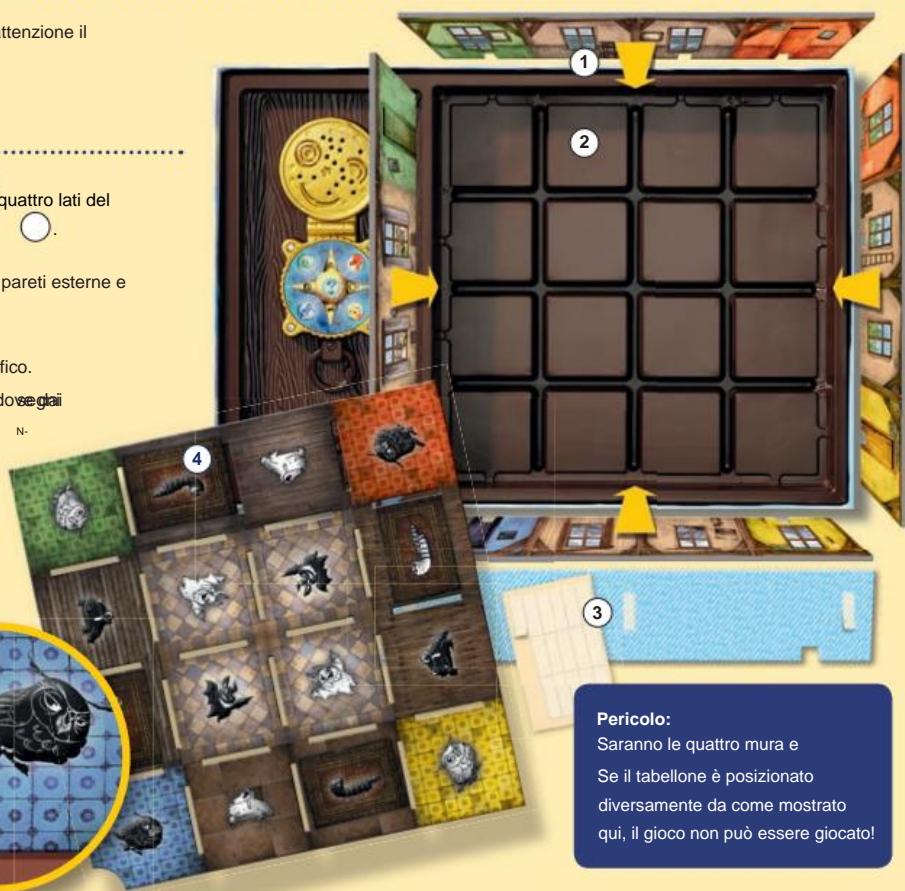 ttenzione il
quattro lati del
.
pareti esterne e
fico.
N-
1
2
4
3
Pericolo:
Saranno le quattro mura e
Se il tabellone è posizionato
diversamente da come mostrato
qui, il gioco non può essere giocato!